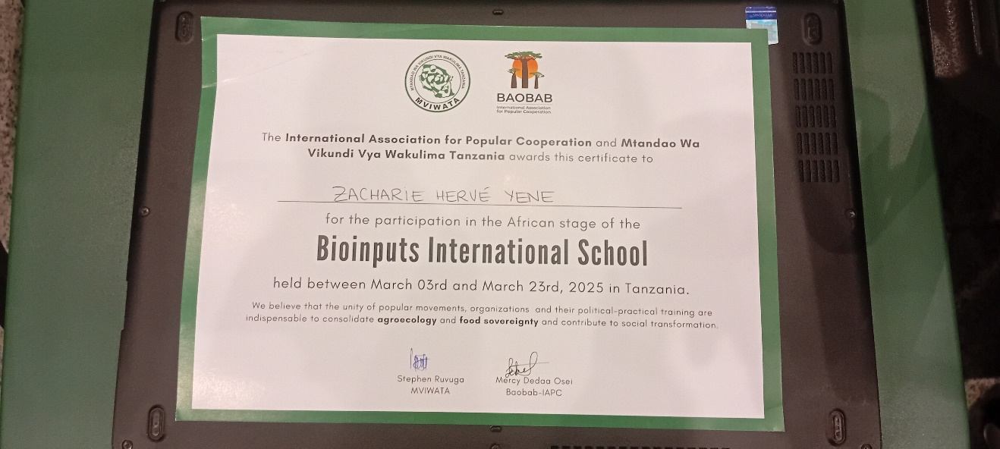 MTANDAO WA VIKUNDI VYA WAKULIMA TANZANIA
MVIWATA
BAOBAB
International Association
for Popular Cooperation
The International Association for Popular Cooperation and Mtandao Wa
Vikundi Vya Wakulima Tanzania awards this certificate to
ZACHARiE HERVÉ YENE
for the participation in the African stage of the
Bioinputs International School
held between March 03rd and March 23rd, 2025 in Tanzania.
We believe that the unity of popular movements, organizations and their political-practical training are
indispensable to consolidate agroecology and food sovereignty and contribute to social transformation.
Stephen Ruvuga
MVIWATA
Mercy Dedaa Osei
Baobab-IAPC